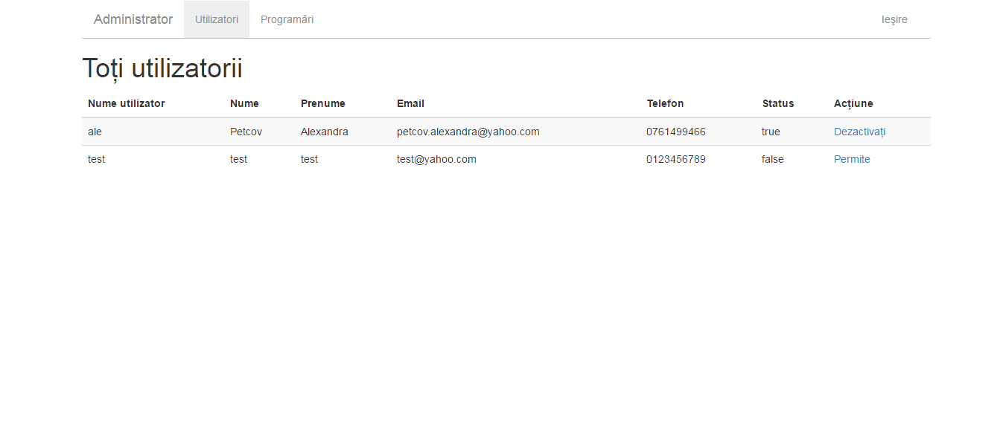 Administrator Utilizatori Programări Ieşire
Toți utilizatorii
Nume utilizator Nume Prenume Email Telefon Status Acțiune
ale Petcov Alexandra petcov.alexandra@yahoo.com 0761499466 true Dezactivați
test test test test@yahoo.com 0123456789 false Permite